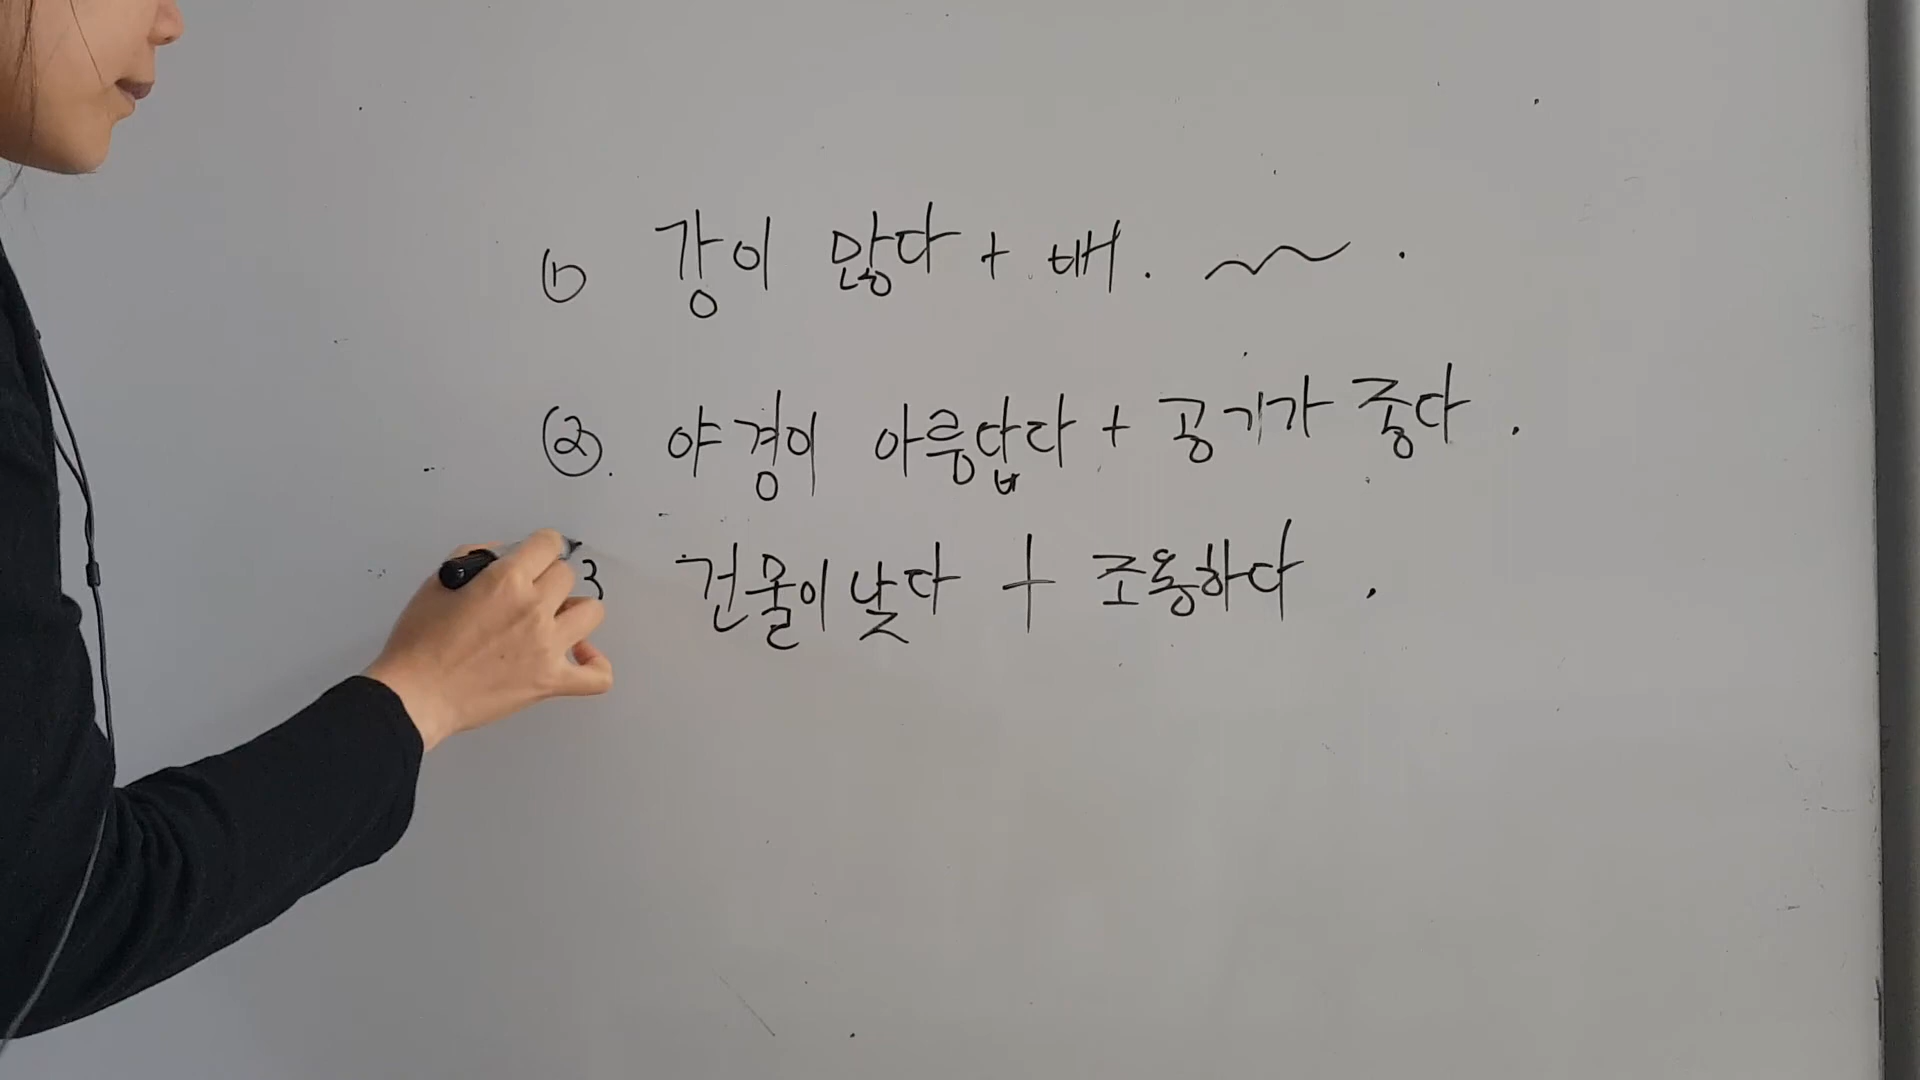 ① 강이 많다 + 배. ~~ .
②. 야경이 아룸답다 + 공기가 좋다.
3 건물이 낮다 + 조용하다.